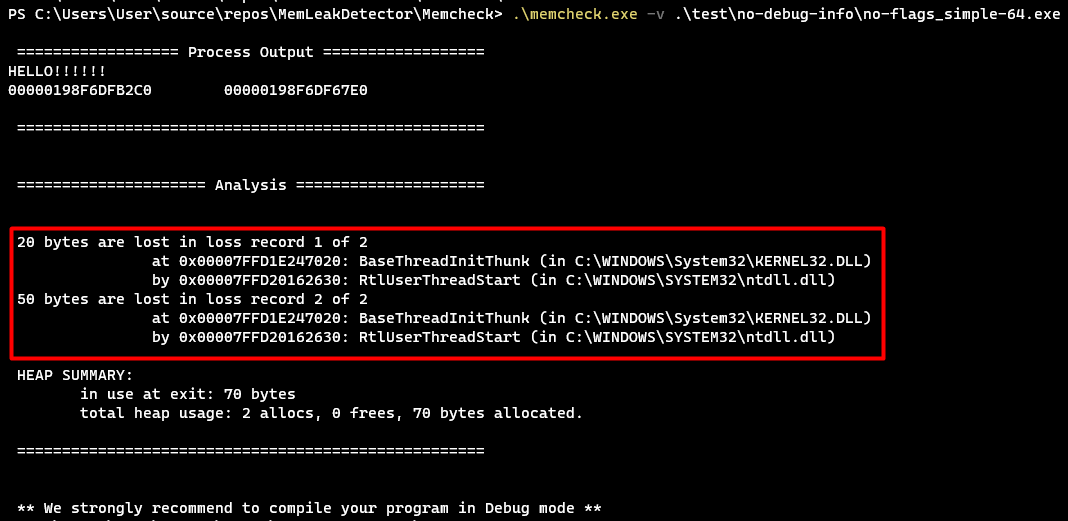 PS C:\Users\User\source\repos\MemLeakDetector\Memcheck> .\memcheck.exe -v .\test\no-debug-info\no-flags_simple-64.exe
================== Process Output ==================
HELLO!!!!!!
00000198F6DFB2C0 00000198F6DF67E0
====================================================
===================== Analysis =====================
20 bytes are lost in loss record 1 of 2
at 0x00007FFD1E247020: BaseThreadInitThunk (in C:\WINDOWS\System32\KERNEL32.DLL)
by 0x00007FFD20162630: RtlUserThreadStart (in C:\WINDOWS\SYSTEM32\ntdll.dll)
50 bytes are lost in loss record 2 of 2
at 0x00007FFD1E247020: BaseThreadInitThunk (in C:\WINDOWS\System32\KERNEL32.DLL)
by 0x00007FFD20162630: RtlUserThreadStart (in C:\WINDOWS\SYSTEM32\ntdll.dll)
HEAP SUMMARY:
in use at exit: 70 bytes
total heap usage: 2 allocs, 0 frees, 70 bytes allocated.
====================================================
** We strongly recommend to compile your program in Debug mode **